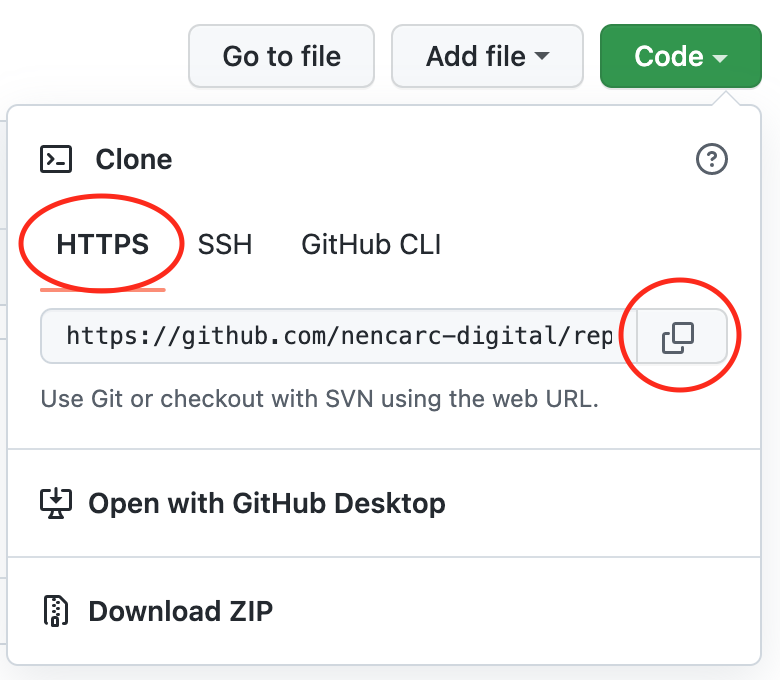 Go to file
Add file
Code
Clone
HTTPS
SSH
GitHub CLI
https://github.com/nencarc-digital/rep
Use Git or checkout with SVN using the web URL.
Open with GitHub Desktop
Download ZIP